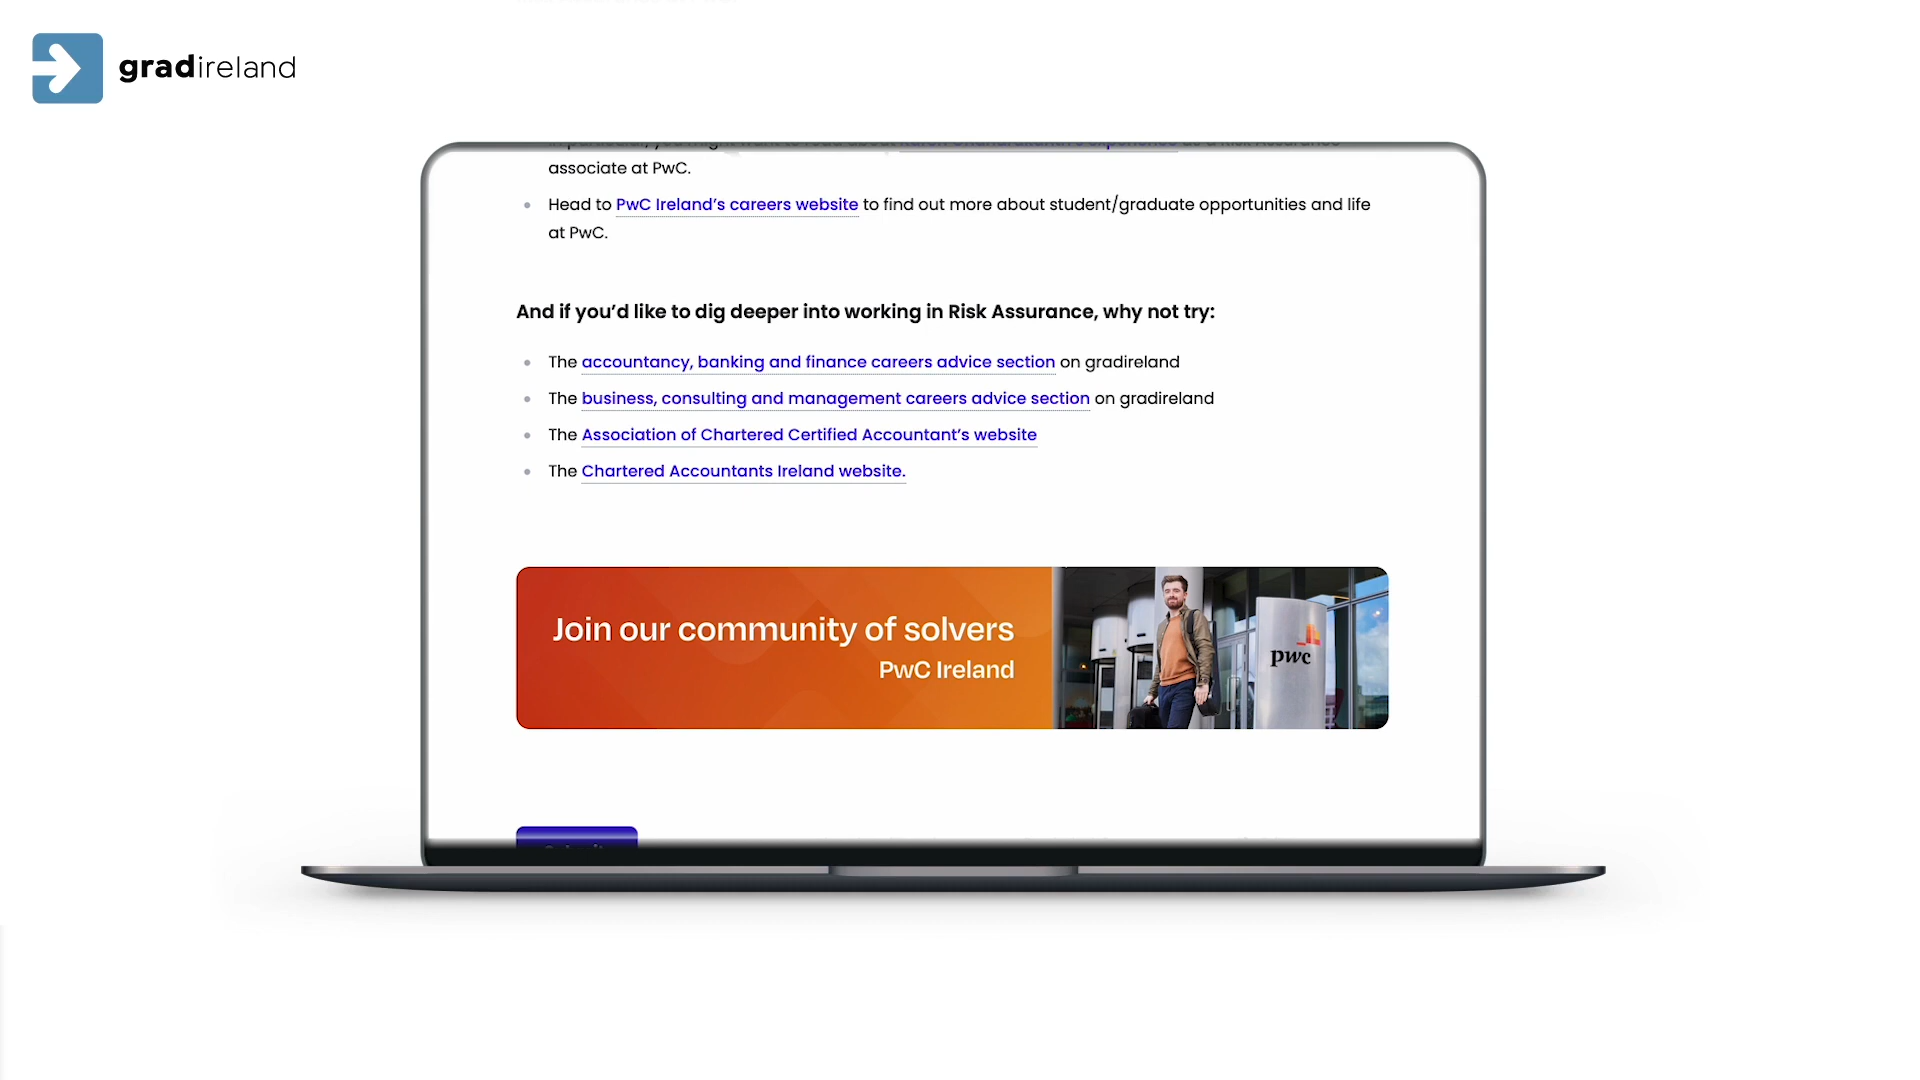 gradireland
associate at PwC.
Head to PwC Ireland’s careers website to find out more about student/graduate opportunities and life
at PwC.
And if you’d like to dig deeper into working in Risk Assurance, why not try:
The accountancy, banking and finance careers advice section on gradireland
The business, consulting and management careers advice section on gradireland
The Association of Chartered Certified Accountant’s website
The Chartered Accountants Ireland website.
Join our community of solvers
PwC Ireland
pwc